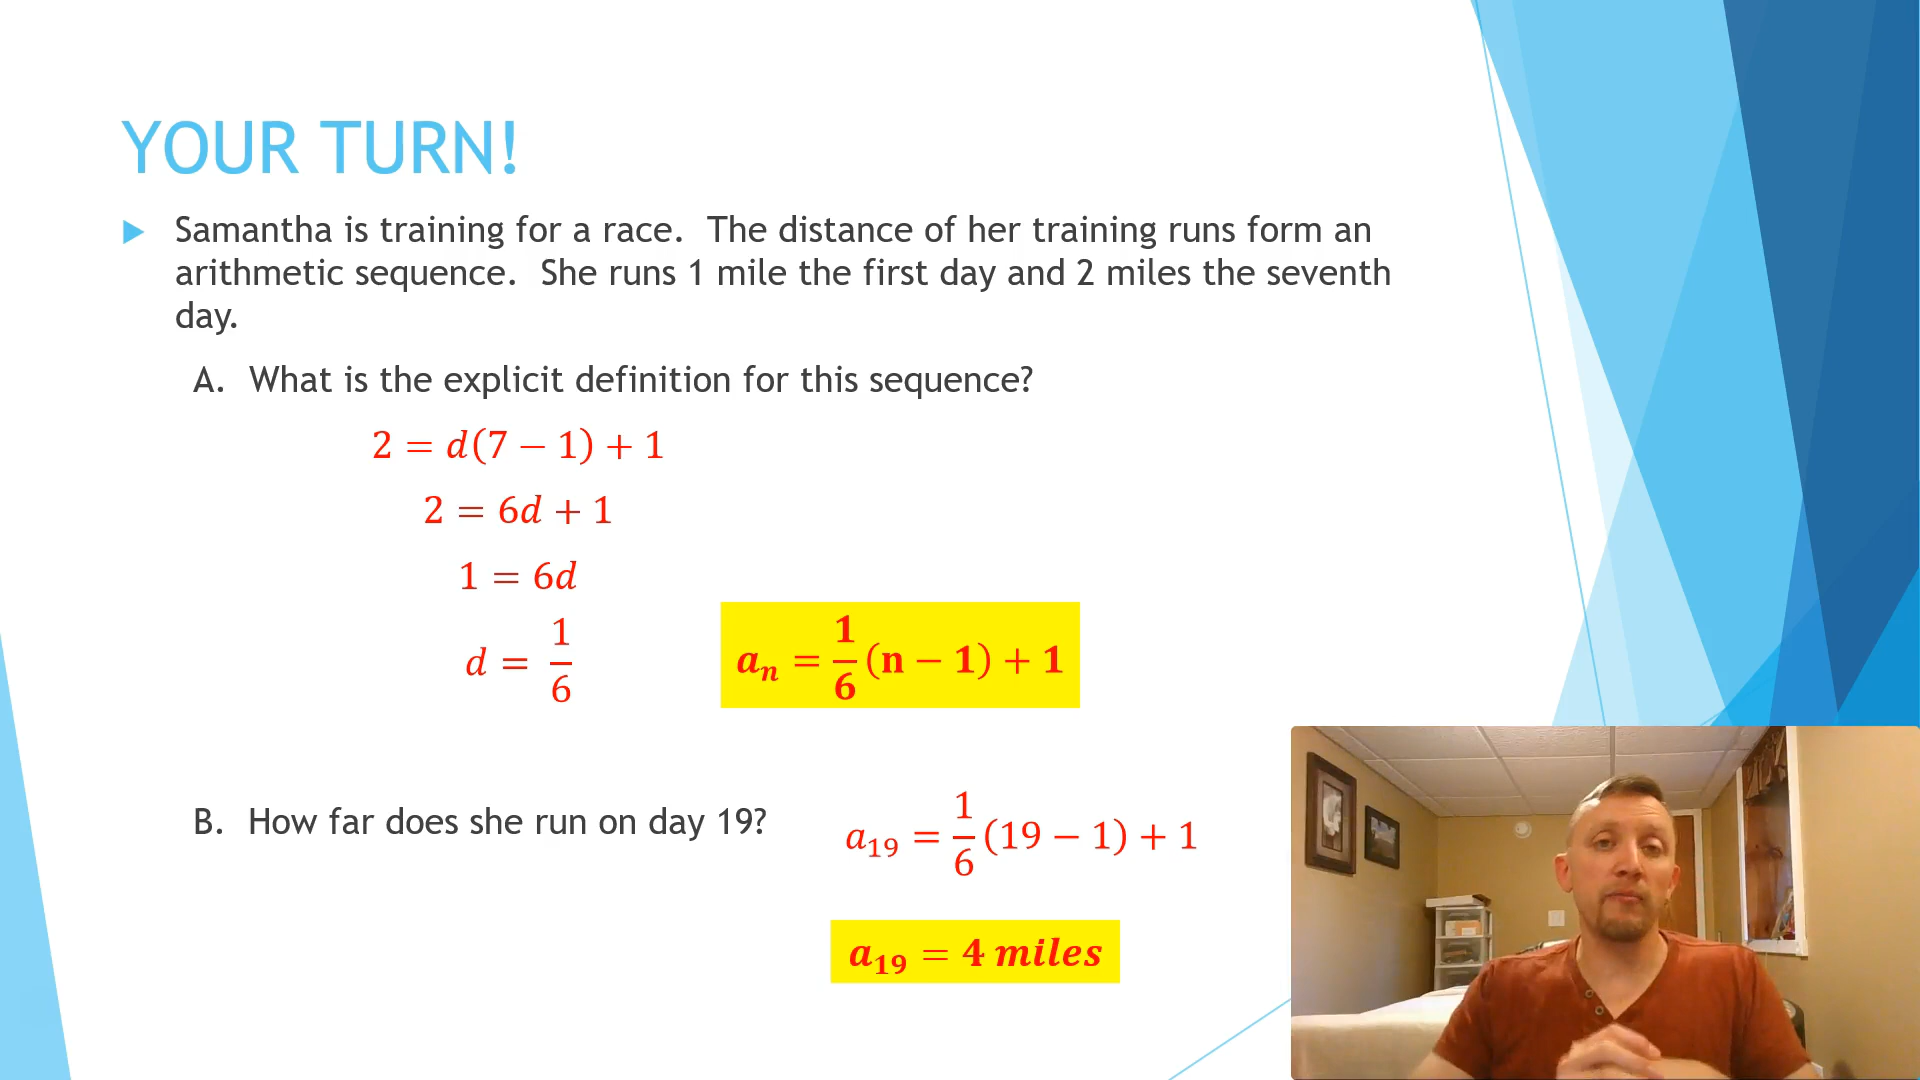 YOUR TURN!
Samantha is training for a race. The distance of her training runs form an
arithmetic sequence. She runs 1 mile the first day and 2 miles the seventh
day.
A. What is the explicit definition for this sequence?
2 = d(7 − 1) + 1
2 = 6d + 1
1 = 6d
d = 1/6
aₙ = 1/6 (n − 1) + 1
B. How far does she run on day 19?
a₁₉ = 1/6 (19 − 1) + 1
a₁₉ = 4 miles